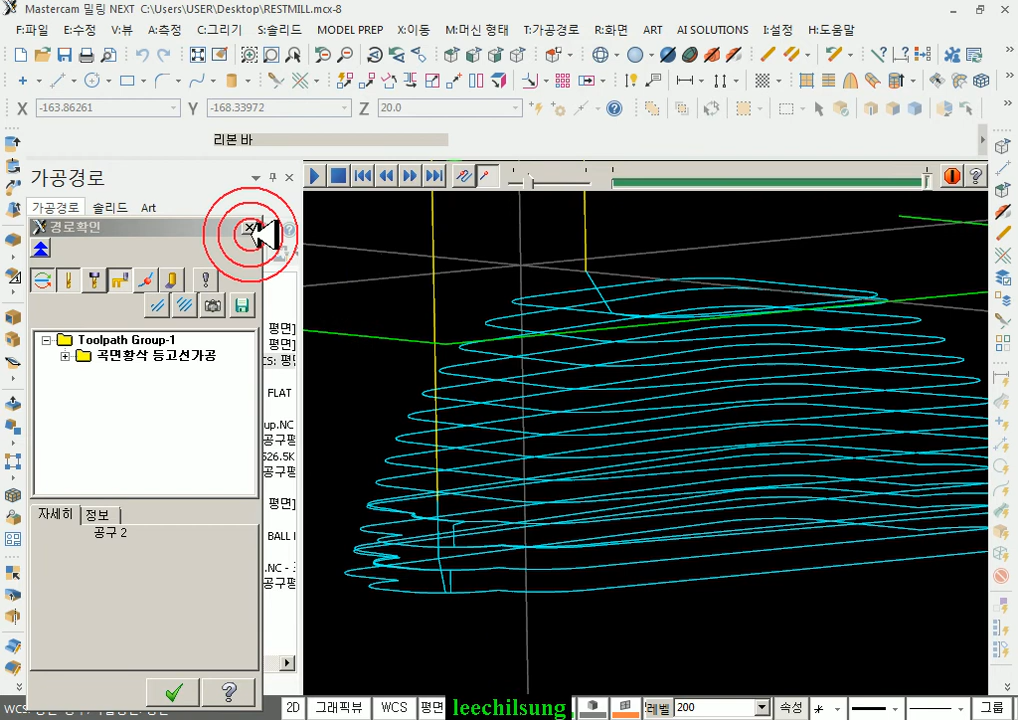 Mastercam 밀링 NEXT C:\Users\USER\Desktop\RESTMILL.mcx-8
F:파일 E:수정 V:뷰 A:측정 C:그리기 S:솔리드 MODEL PREP X:이동 M:머신 형태 T:가공경로 R:화면 ART AI SOLUTIONS I:설정 H:도움말
X -163.86261 Y -168.33972 Z 20.0
리본 바
가공경로
가공경로 솔리드 Art
경로확인
Toolpath Group-1
곡면황삭 등고선가공
평면]
평면]
CS: 평면
FLAT
up.NC
공구평
526.5K
공구평
평면]
BALL
.NC -
공구평
자세히 정보
공구 2
WCS
2D 그래픽뷰 WCS 평면 leechilsung 레벨 200 속성 그룹